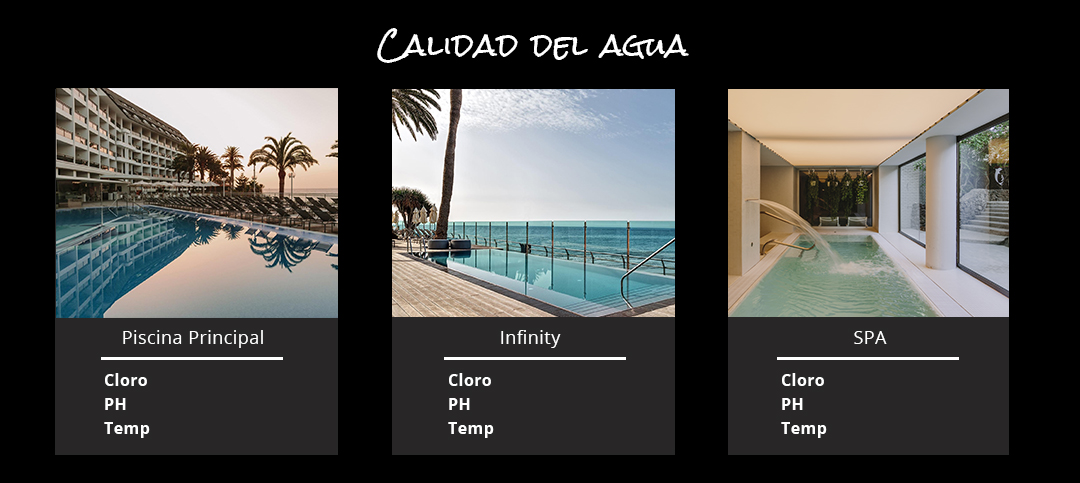 Calidad del agua
Piscina Principal
Cloro
PH
Temp
Infinity
Cloro
PH
Temp
SPA
Cloro
PH
Temp